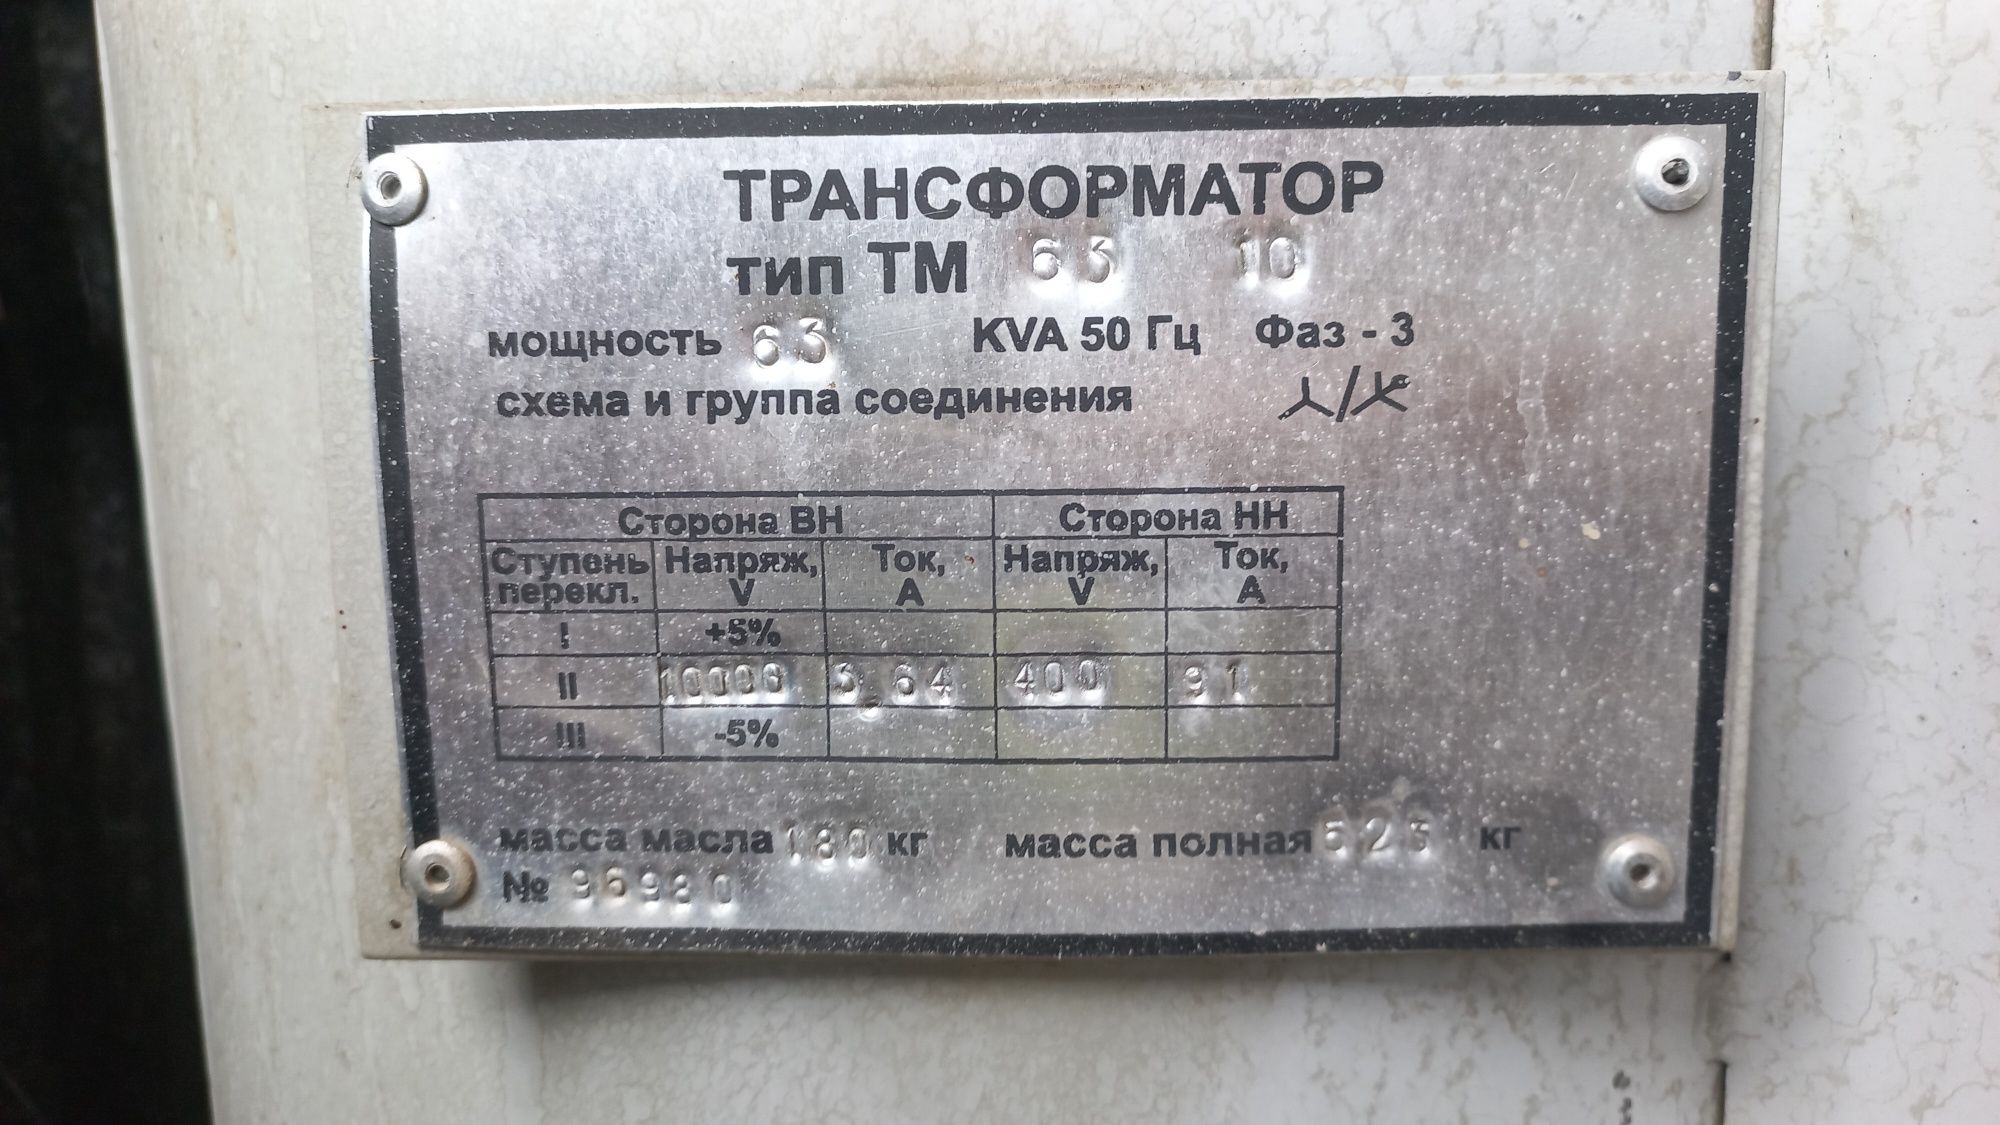 ТРАНСФОРМАТОР
тип ТМ 63 10
мощность 63 KVA 50 Гц Фаз - 3
схема и группа соединения
Сторона ВН Сторона НН
Ступень перекл. Напряж, V Ток, А Напряж, V Ток, А
I +5%
II 10000 3,64 400 91
III -5%
масса масла 180 кг масса полная 525 кг
№ 96980